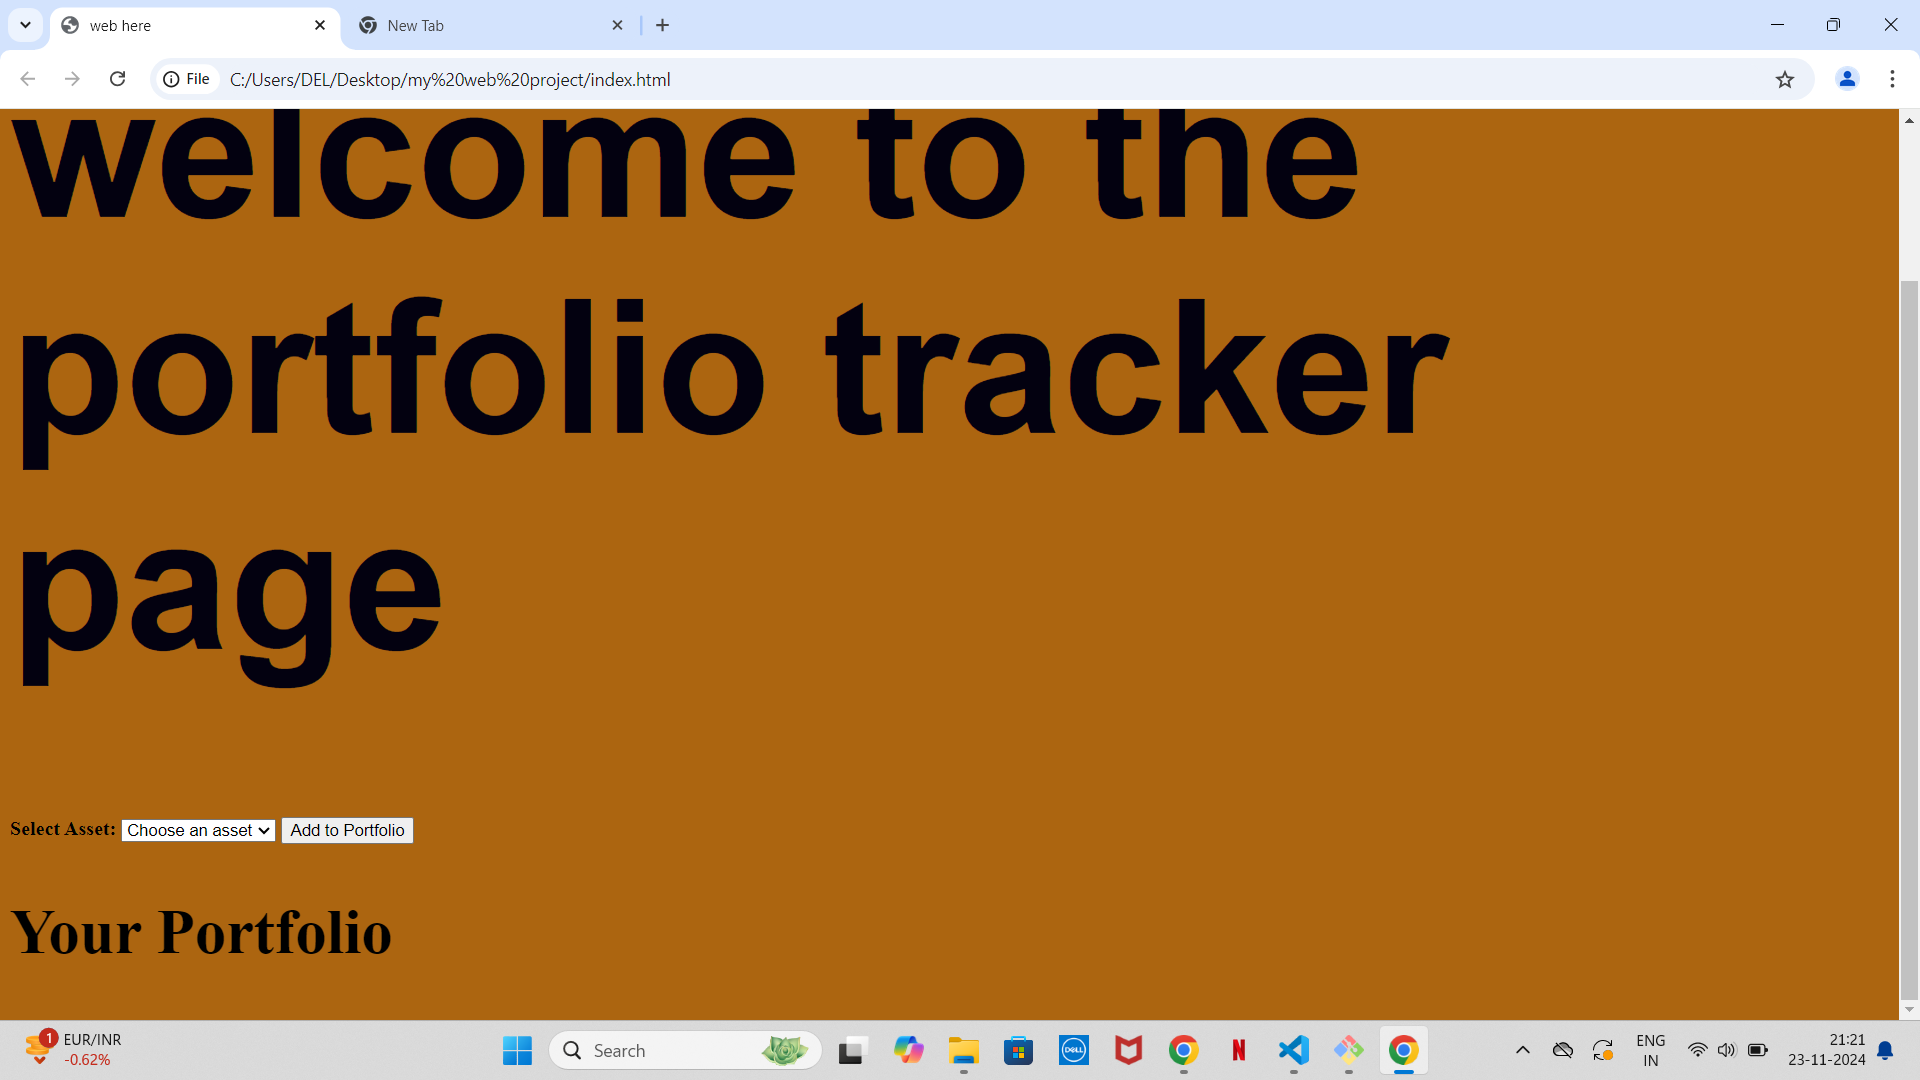 web here
New Tab
File
C:/Users/DEL/Desktop/my%20web%20project/index.html
welcome to the
portfolio tracker
page
Select Asset: Choose an asset Add to Portfolio
Your Portfolio
1
EUR/INR
-0.62%
Search
DELL
N
ENG
IN
21:21
23-11-2024